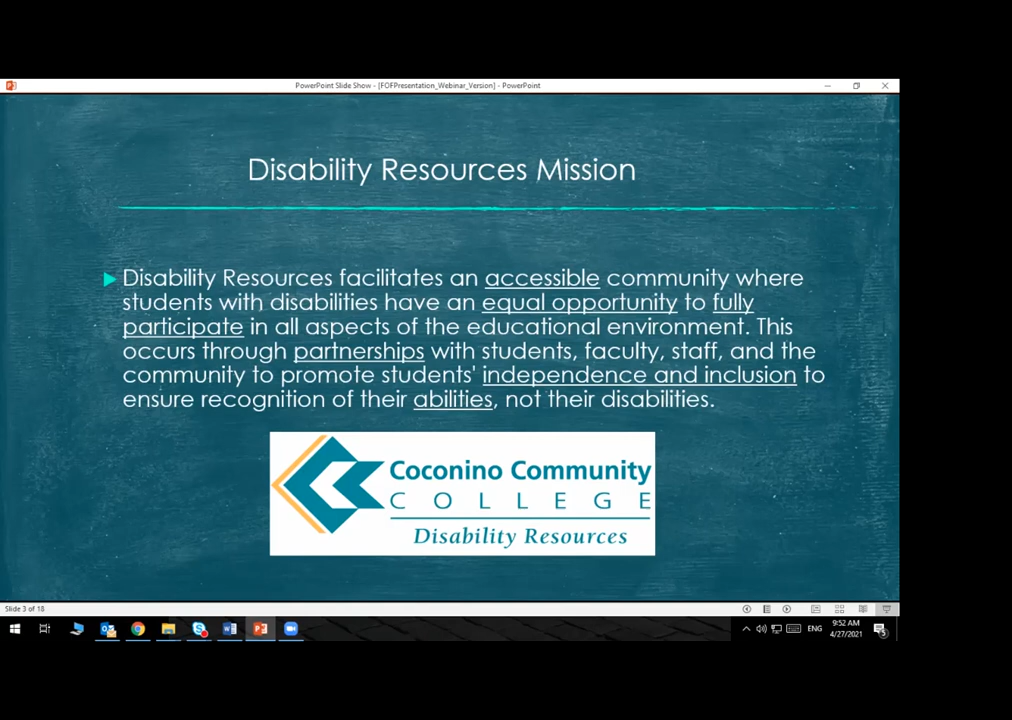 PowerPoint Slide Show - [FOFPresentation_Webinar_Version] - PowerPoint
Disability Resources Mission
Disability Resources facilitates an accessible community where
students with disabilities have an equal opportunity to fully
participate in all aspects of the educational environment. This
occurs through partnerships with students, faculty, staff, and the
community to promote students' independence and inclusion to
ensure recognition of their abilities, not their disabilities.
Coconino Community
COLLEGE
Disability Resources
Slide 3 of 18
ENG
9:52 AM
4/27/2021
5